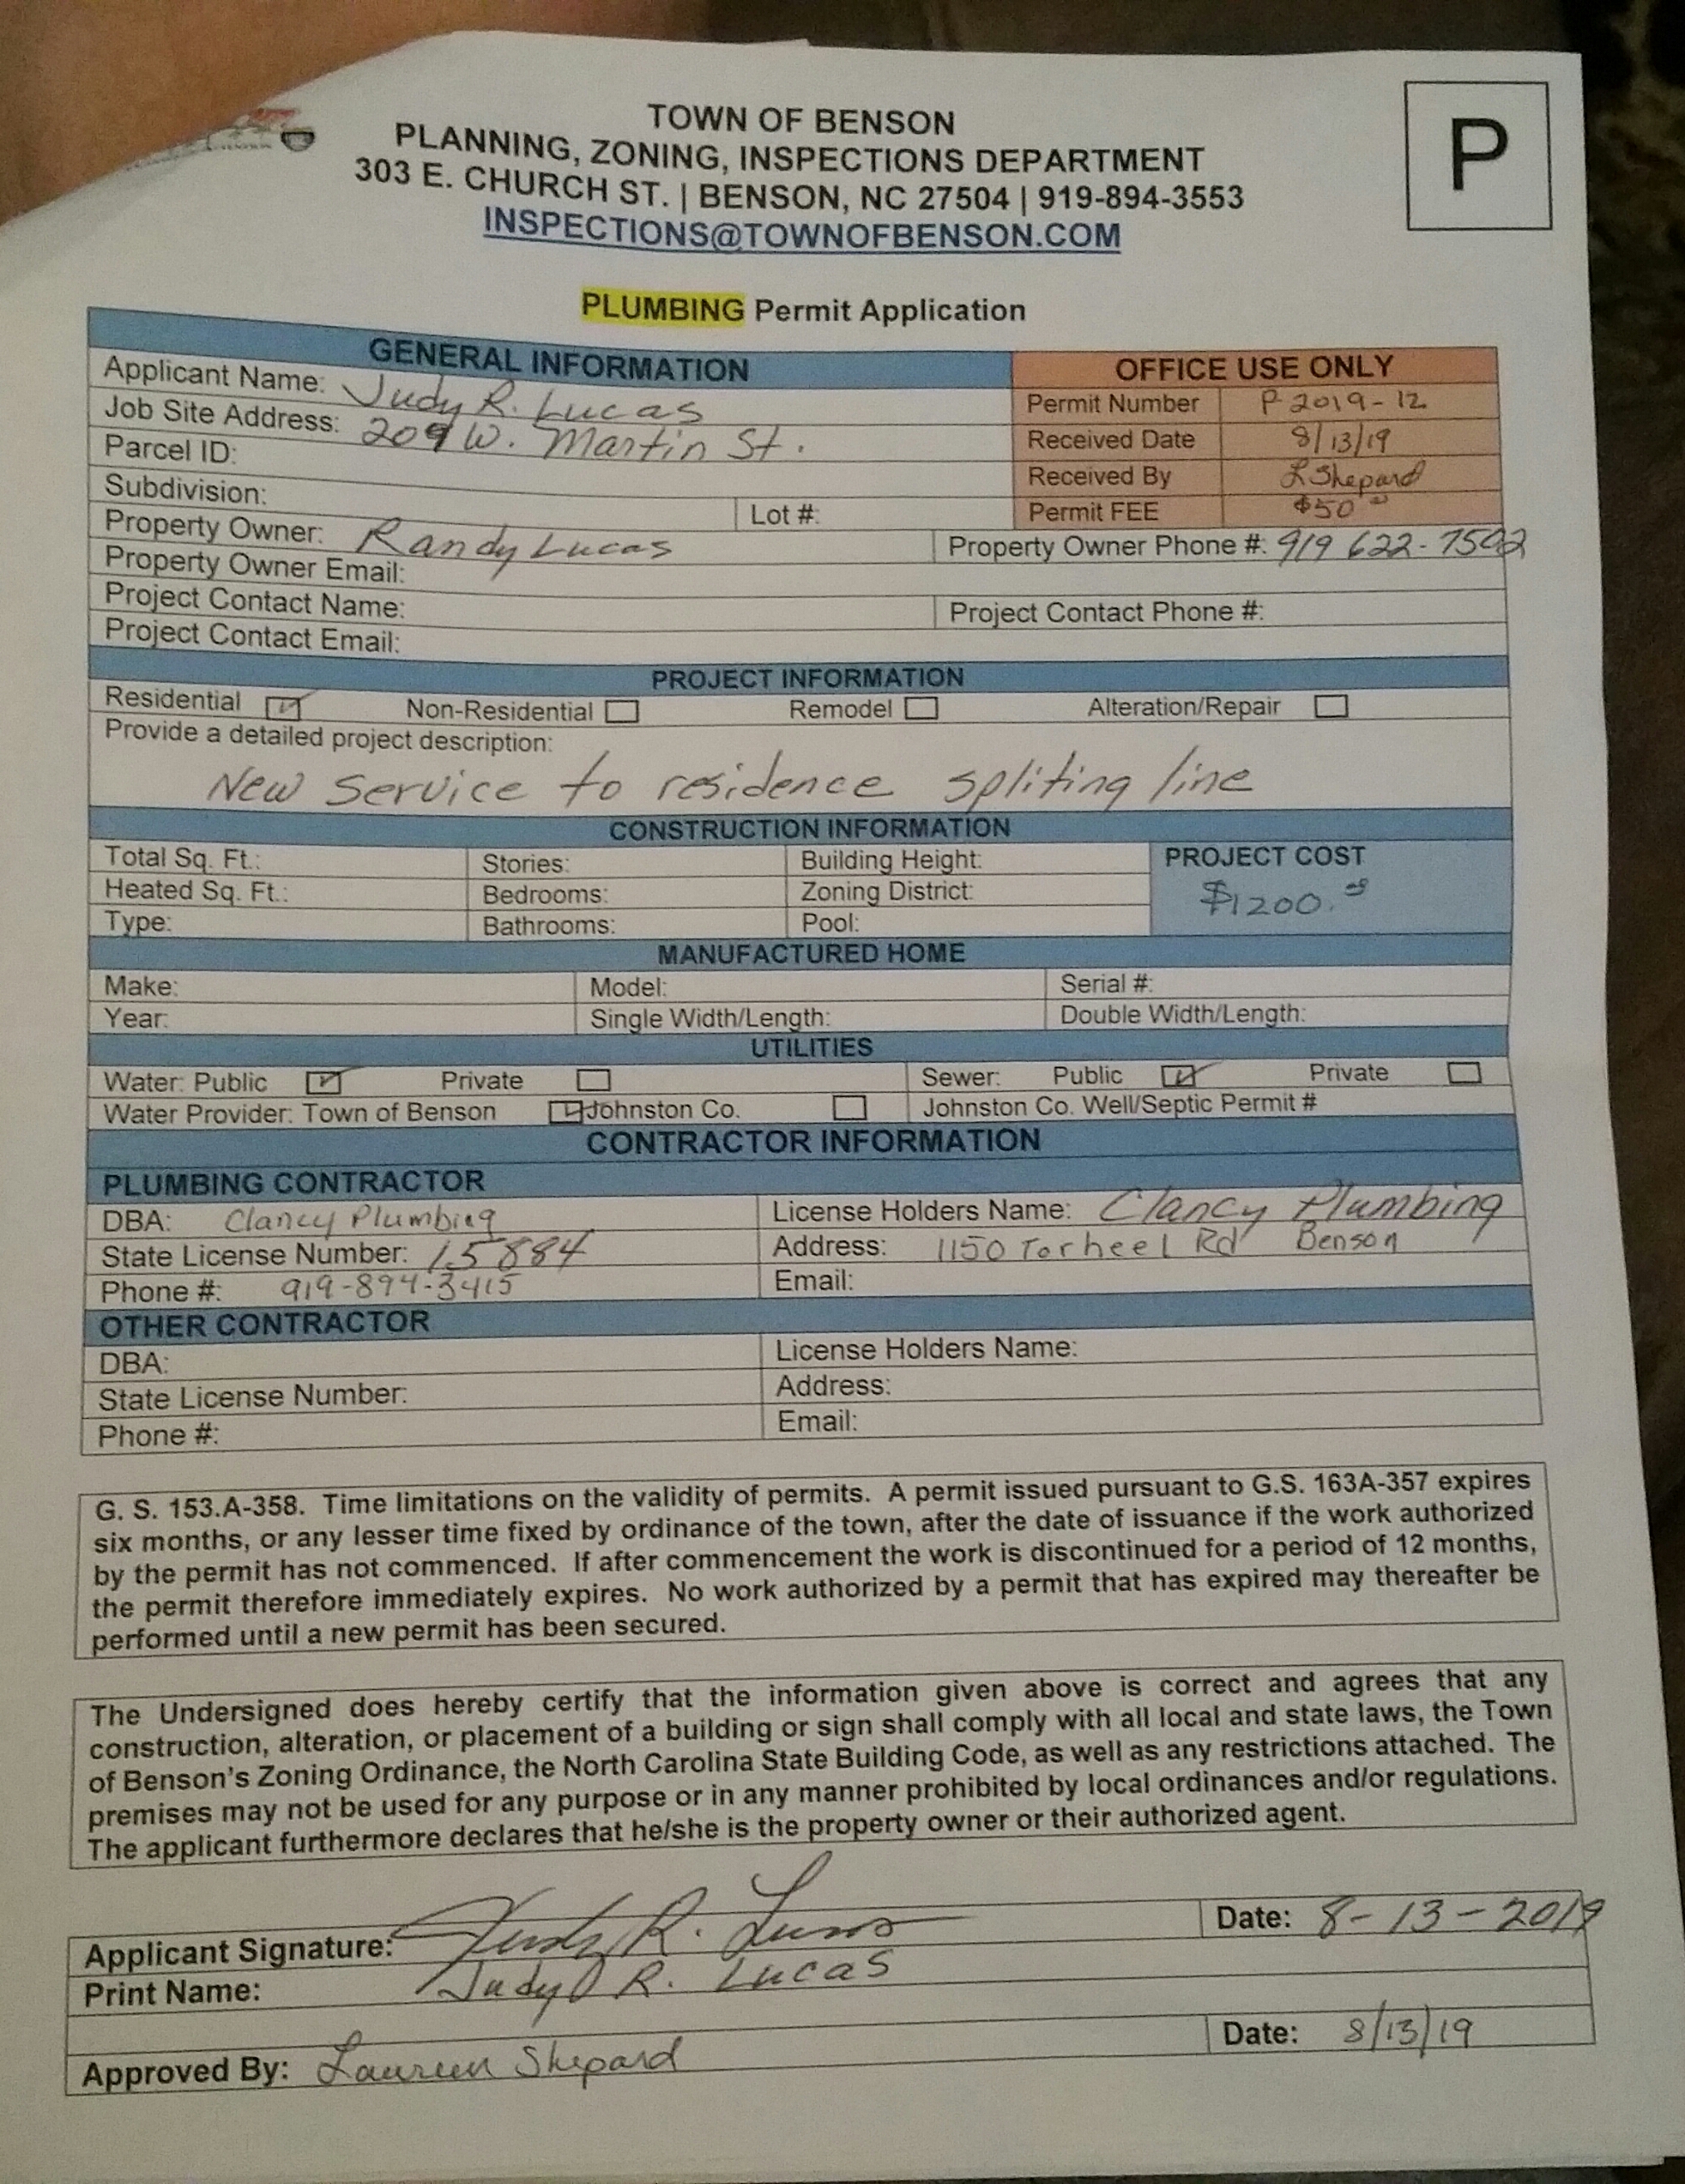 TOWN OF BENSON
PLANNING, ZONING, INSPECTIONS DEPARTMENT
303 E. CHURCH ST. | BENSON, NC 27504 | 919-894-3553
INSPECTIONS@TOWNOFBENSON.COM
P
PLUMBING Permit Application
GENERAL INFORMATION
OFFICE USE ONLY
Applicant Name: Judy R. Lucas
Permit Number P 2019-12
Job Site Address: 209 W. Martin St.
Received Date 8/13/19
Parcel ID:
Received By L Shepard
Subdivision: Lot #:
Permit FEE $50
Property Owner: Randy Lucas Property Owner Phone #: 919 622-7502
Property Owner Email:
Project Contact Name: Project Contact Phone #:
Project Contact Email:
PROJECT INFORMATION
Residential Non-Residential Remodel Alteration/Repair
Provide a detailed project description:
New Service to residence spliting line
CONSTRUCTION INFORMATION
Total Sq. Ft.: Stories: Building Height: PROJECT COST
Heated Sq. Ft.: Bedrooms: Zoning District: $1200.00
Type: Bathrooms: Pool:
MANUFACTURED HOME
Make: Model: Serial #:
Year: Single Width/Length: Double Width/Length:
UTILITIES
Water: Public Private Sewer: Public Private
Water Provider: Town of Benson Johnston Co. Johnston Co. Well/Septic Permit #
CONTRACTOR INFORMATION
PLUMBING CONTRACTOR
DBA: Clancy Plumbing License Holders Name: Clancy Plumbing
State License Number: 15884 Address: 1150 Torheel Rd Benson
Phone #: 919-894-3415 Email:
OTHER CONTRACTOR
DBA: License Holders Name:
State License Number: Address:
Phone #: Email:
G. S. 153.A-358. Time limitations on the validity of permits. A permit issued pursuant to G.S. 163A-357 expires
six months, or any lesser time fixed by ordinance of the town, after the date of issuance if the work authorized
by the permit has not commenced. If after commencement the work is discontinued for a period of 12 months,
the permit therefore immediately expires. No work authorized by a permit that has expired may thereafter be
performed until a new permit has been secured.
The Undersigned does hereby certify that the information given above is correct and agrees that any
construction, alteration, or placement of a building or sign shall comply with all local and state laws, the Town
of Benson's Zoning Ordinance, the North Carolina State Building Code, as well as any restrictions attached. The
premises may not be used for any purpose or in any manner prohibited by local ordinances and/or regulations.
The applicant furthermore declares that he/she is the property owner or their authorized agent.
Applicant Signature: Judy R. Lucas Date: 8-13-2019
Print Name: Judy R. Lucas
Approved By: Laureen Shepard Date: 8/13/19